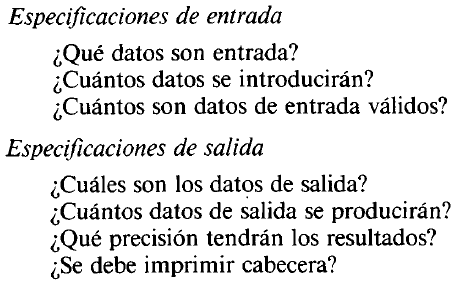 Especificaciones de entrada
¿Qué datos son entrada?
¿Cuántos datos se introducirán?
¿Cuántos son datos de entrada válidos?
Especificaciones de salida
¿Cuáles son los datos de salida?
¿Cuántos datos de salida se producirán?
¿Qué precisión tendrán los resultados?
¿Se debe imprimir cabecera?